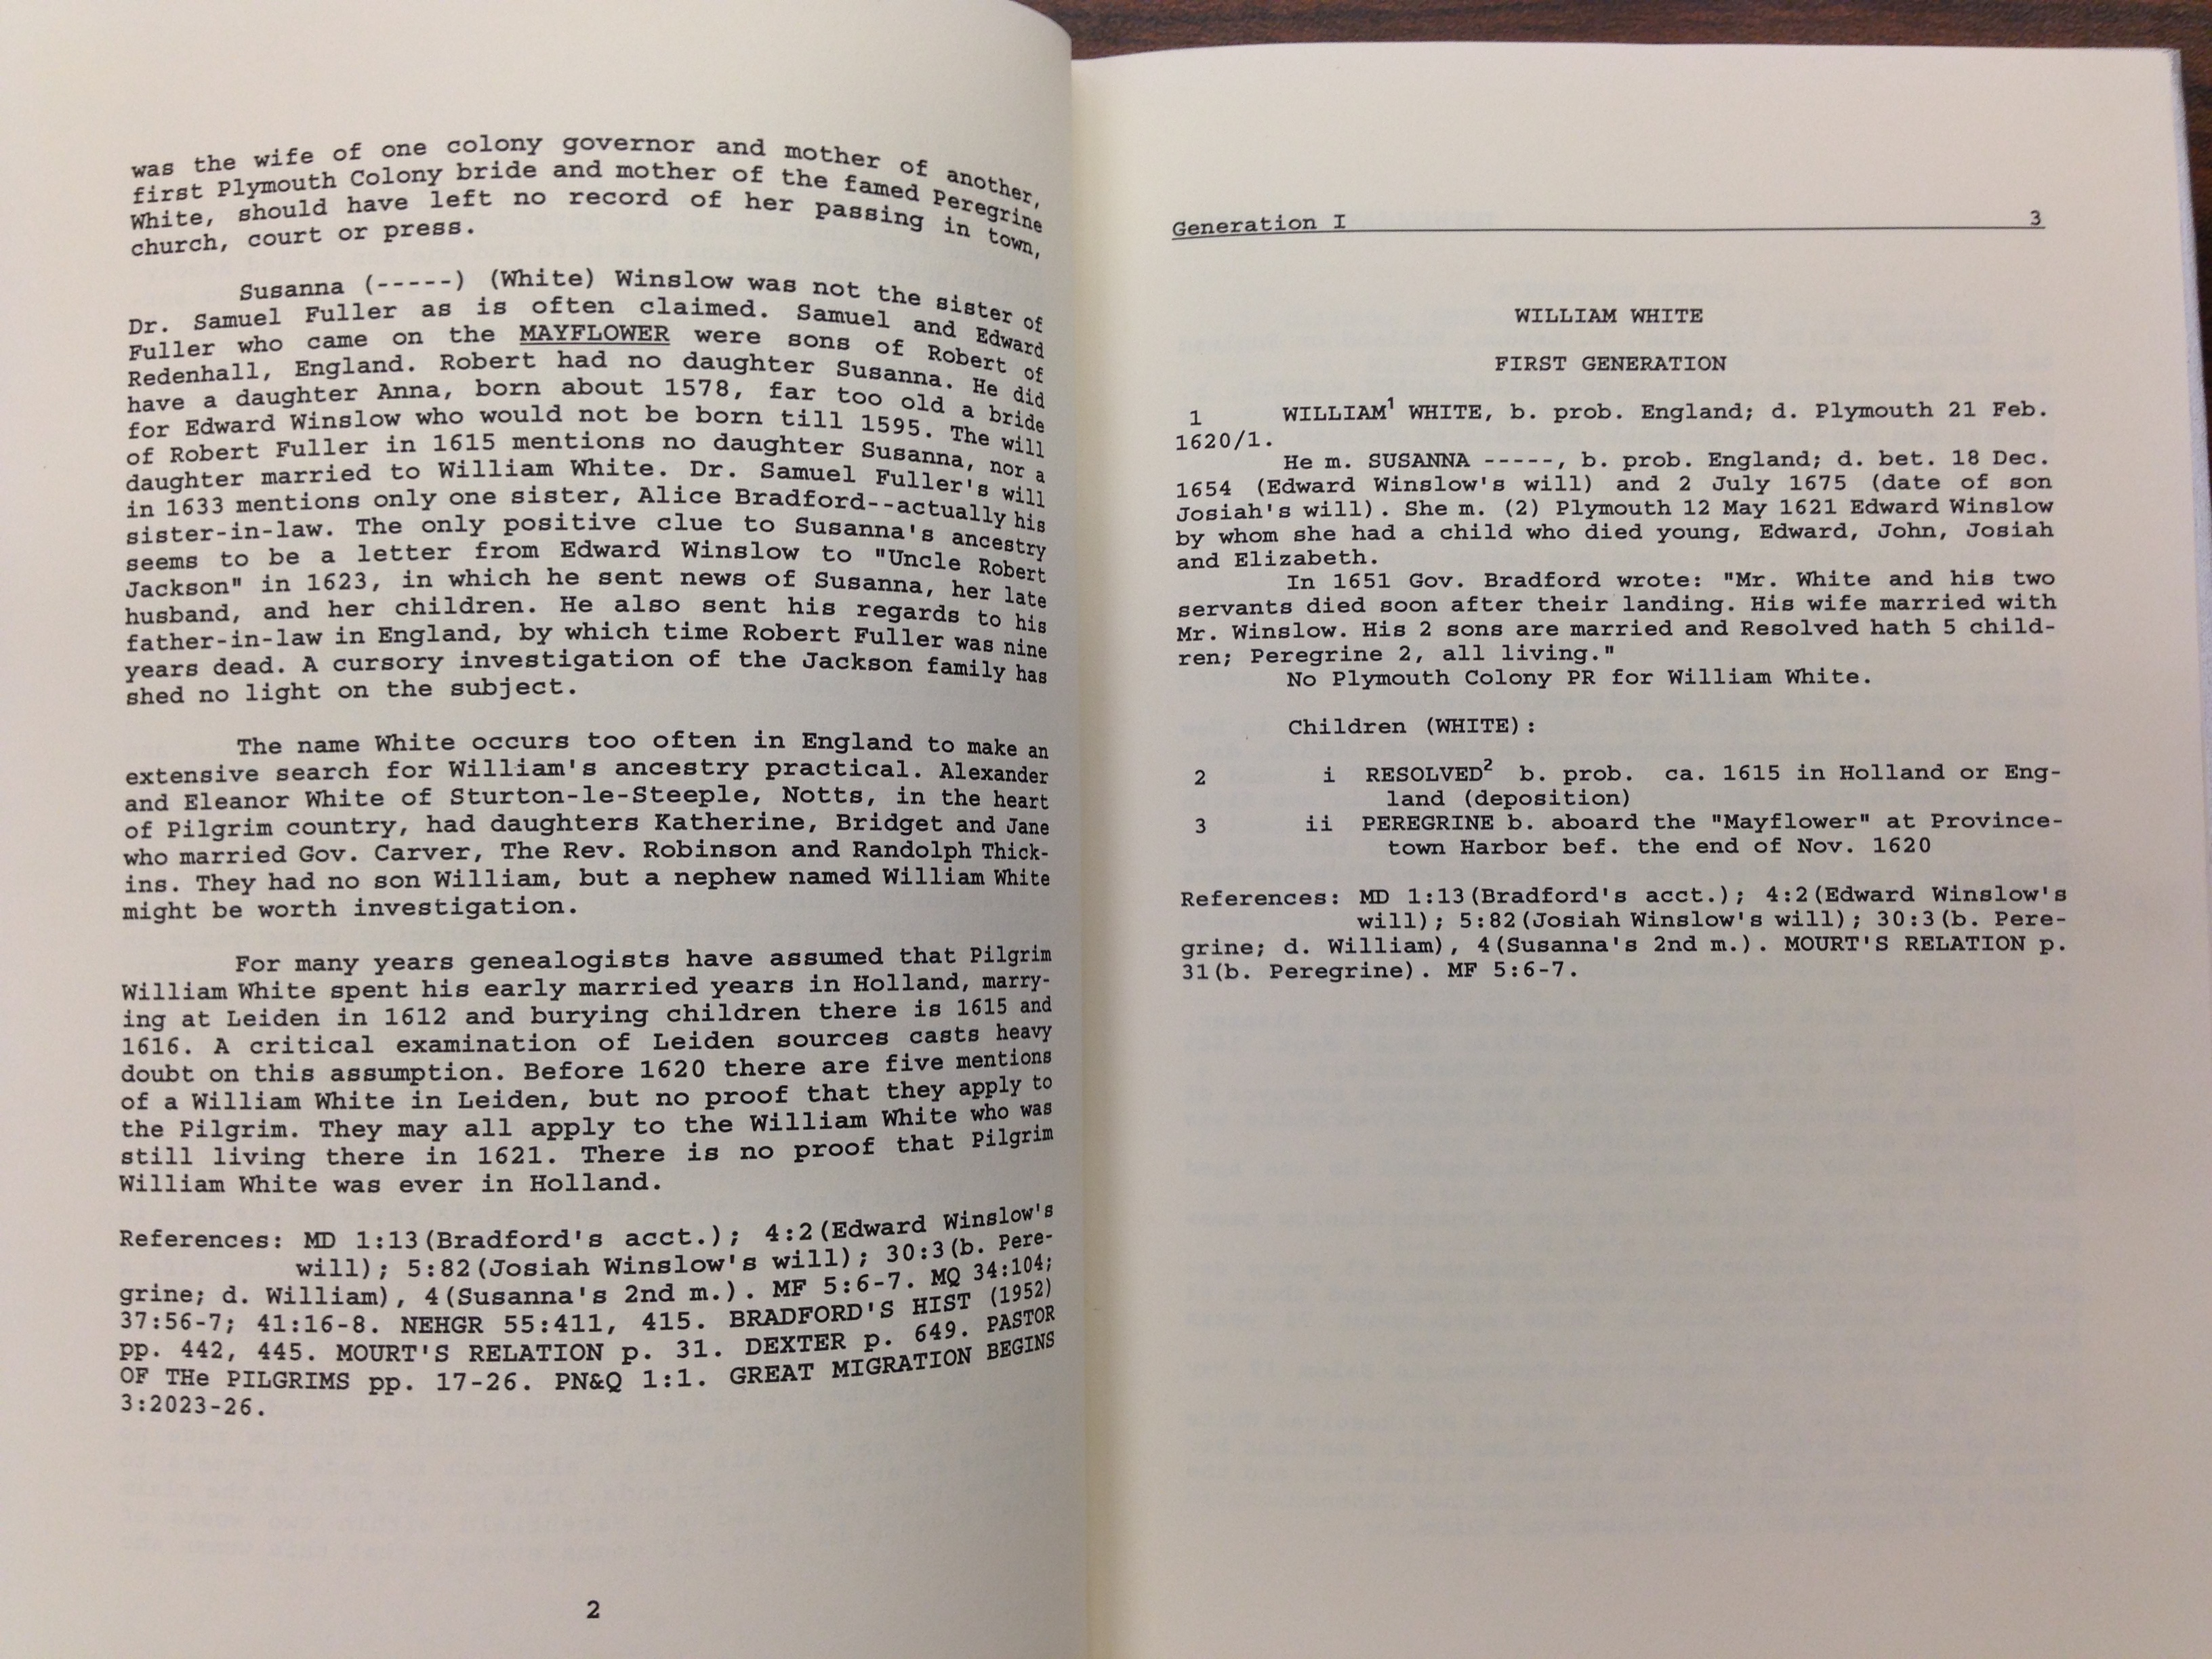 was the wife of one colony governor and mother of another,
first Plymouth Colony bride and mother of the famed Peregrine
White, should have left no record of her passing in town,
church, court or press.
Susanna (-----) (White) Winslow was not the sister of
Dr. Samuel Fuller as is often claimed. Samuel and Edward
Fuller who came on the MAYFLOWER were sons of Robert of
Redenhall, England. Robert had no daughter Susanna. He did
have a daughter Anna, born about 1578, far too old a bride
for Edward Winslow who would not be born till 1595. The will
of Robert Fuller in 1615 mentions no daughter Susanna, nor a
daughter married to William White. Dr. Samuel Fuller's will
in 1633 mentions only one sister, Alice Bradford--actually his
sister-in-law. The only positive clue to Susanna's ancestry
seems to be a letter from Edward Winslow to "Uncle Robert
Jackson" in 1623, in which he sent news of Susanna, her late
husband, and her children. He also sent his regards to his
father-in-law in England, by which time Robert Fuller was nine
years dead. A cursory investigation of the Jackson family has
shed no light on the subject.
The name White occurs too often in England to make an
extensive search for William's ancestry practical. Alexander
and Eleanor White of Sturton-le-Steeple, Notts, in the heart
of Pilgrim country, had daughters Katherine, Bridget and Jane
who married Gov. Carver, The Rev. Robinson and Randolph Thick-
ins. They had no son William, but a nephew named William White
might be worth investigation.
For many years genealogists have assumed that Pilgrim
William White spent his early married years in Holland, marry-
ing at Leiden in 1612 and burying children there is 1615 and
1616. A critical examination of Leiden sources casts heavy
doubt on this assumption. Before 1620 there are five mentions
of a William White in Leiden, but no proof that they apply to
the Pilgrim. They may all apply to the William White who was
still living there in 1621. There is no proof that Pilgrim
William White was ever in Holland.
References: MD 1:13(Bradford's acct.); 4:2(Edward Winslow's
will); 5:82(Josiah Winslow's will); 30:3(b. Pere-
grine; d. William), 4(Susanna's 2nd m.). MF 5:6-7. MQ 34:104;
37:56-7; 41:16-8. NEHGR 55:411, 415. BRADFORD'S HIST (1952)
pp. 442, 445. MOURT'S RELATION p. 31. DEXTER p. 649. PASTOR
OF THe PILGRIMS pp. 17-26. PN&Q 1:1. GREAT MIGRATION BEGINS
3:2023-26.
2
Generation I 3
WILLIAM WHITE
FIRST GENERATION
1 WILLIAM¹ WHITE, b. prob. England; d. Plymouth 21 Feb.
1620/1.
He m. SUSANNA -----, b. prob. England; d. bet. 18 Dec.
1654 (Edward Winslow's will) and 2 July 1675 (date of son
Josiah's will). She m. (2) Plymouth 12 May 1621 Edward Winslow
by whom she had a child who died young, Edward, John, Josiah
and Elizabeth.
In 1651 Gov. Bradford wrote: "Mr. White and his two
servants died soon after their landing. His wife married with
Mr. Winslow. His 2 sons are married and Resolved hath 5 child-
ren; Peregrine 2, all living."
No Plymouth Colony PR for William White.
Children (WHITE):
2 i RESOLVED² b. prob. ca. 1615 in Holland or Eng-
land (deposition)
3 ii PEREGRINE b. aboard the "Mayflower" at Province-
town Harbor bef. the end of Nov. 1620
References: MD 1:13(Bradford's acct.); 4:2(Edward Winslow's
will); 5:82(Josiah Winslow's will); 30:3(b. Pere-
grine; d. William), 4(Susanna's 2nd m.). MOURT'S RELATION p.
31(b. Peregrine). MF 5:6-7.